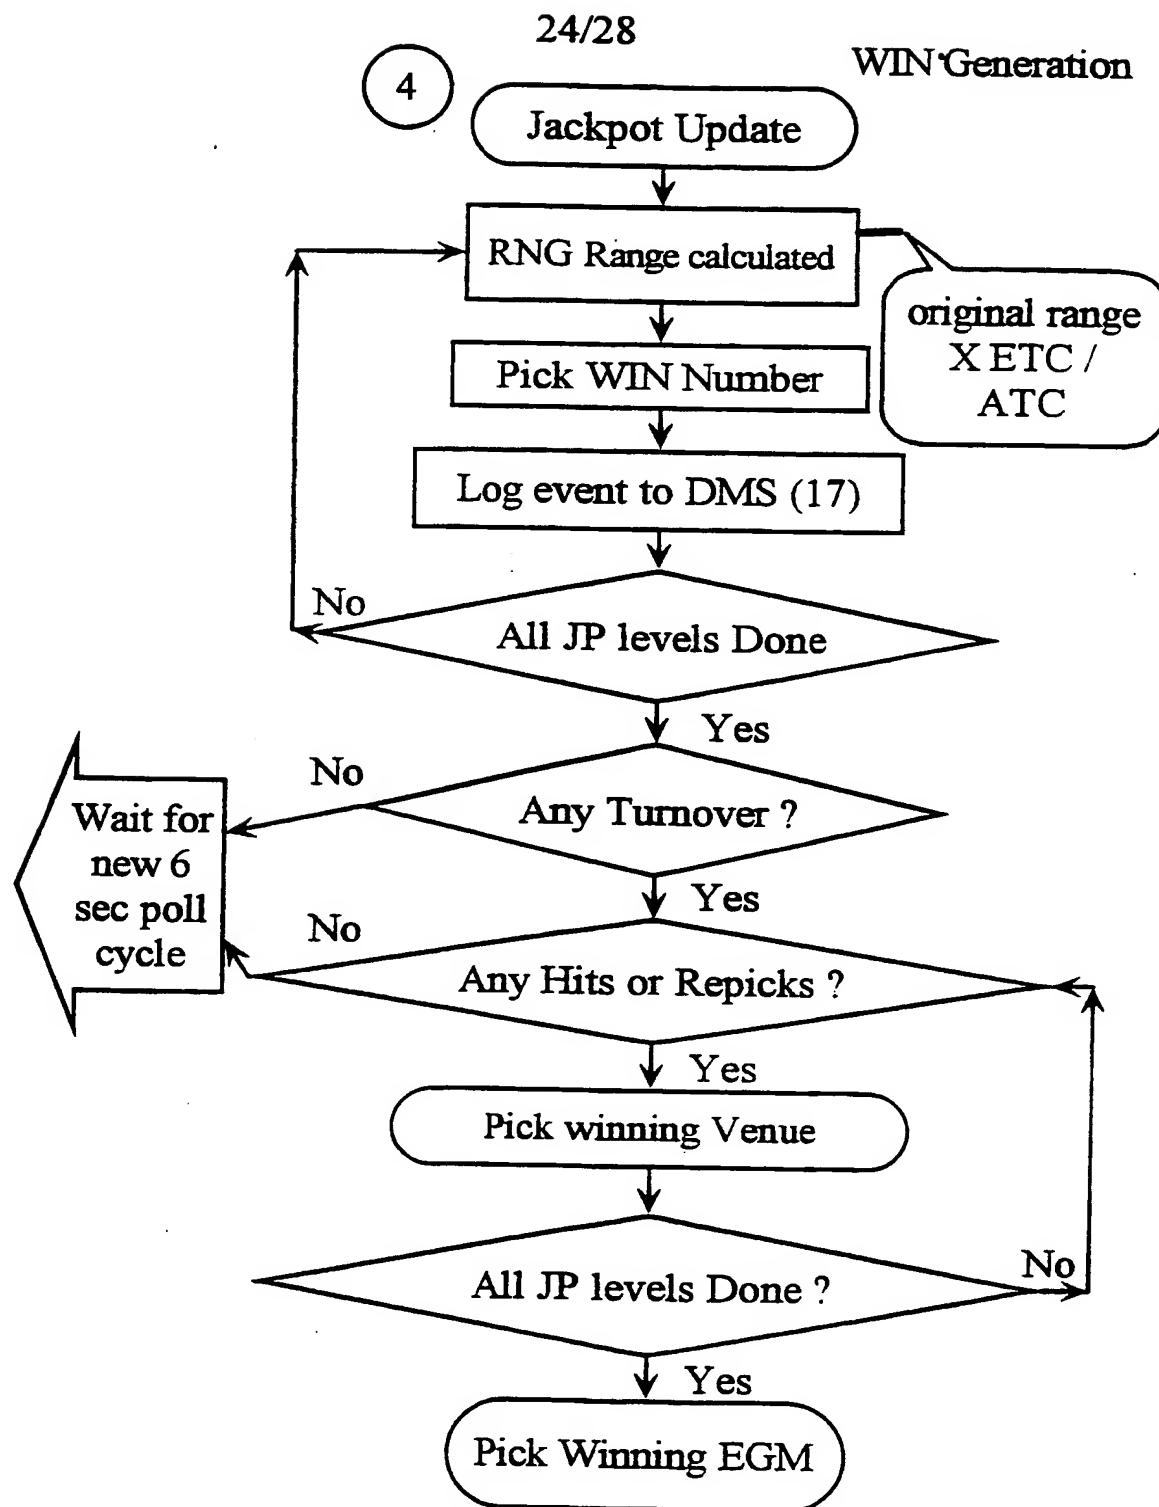 24/28
WIN Generation
4
Jackpot Update
RNG Range calculated
original range
X ETC /
ATC
Pick WIN Number
Log event to DMS (17)
No
All JP levels Done
Yes
No
Any Turnover ?
Wait for
new 6
sec poll
cycle
Yes
No
Any Hits or Repicks ?
Yes
Pick winning Venue
All JP levels Done ?
No
Yes
Pick Winning EGM